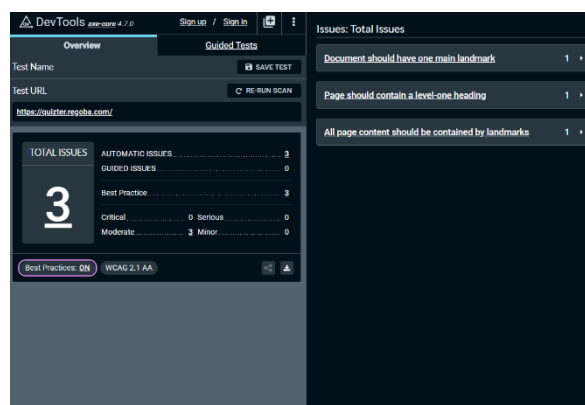 axe DevTools axe-core 4.7.0
Sign up / Sign in
Overview
Guided Tests
Test Name
SAVE TEST
Test URL
RE-RUN SCAN
https://quizter.regoba.com/
TOTAL ISSUES
3
AUTOMATIC ISSUES 3
GUIDED ISSUES 0
Best Practice 3
Critical 0 Serious 0
Moderate 3 Minor 0
Best Practices: ON
WCAG 2.1 AA
Issues: Total Issues
Document should have one main landmark 1
Page should contain a level-one heading 1
All page content should be contained by landmarks 1